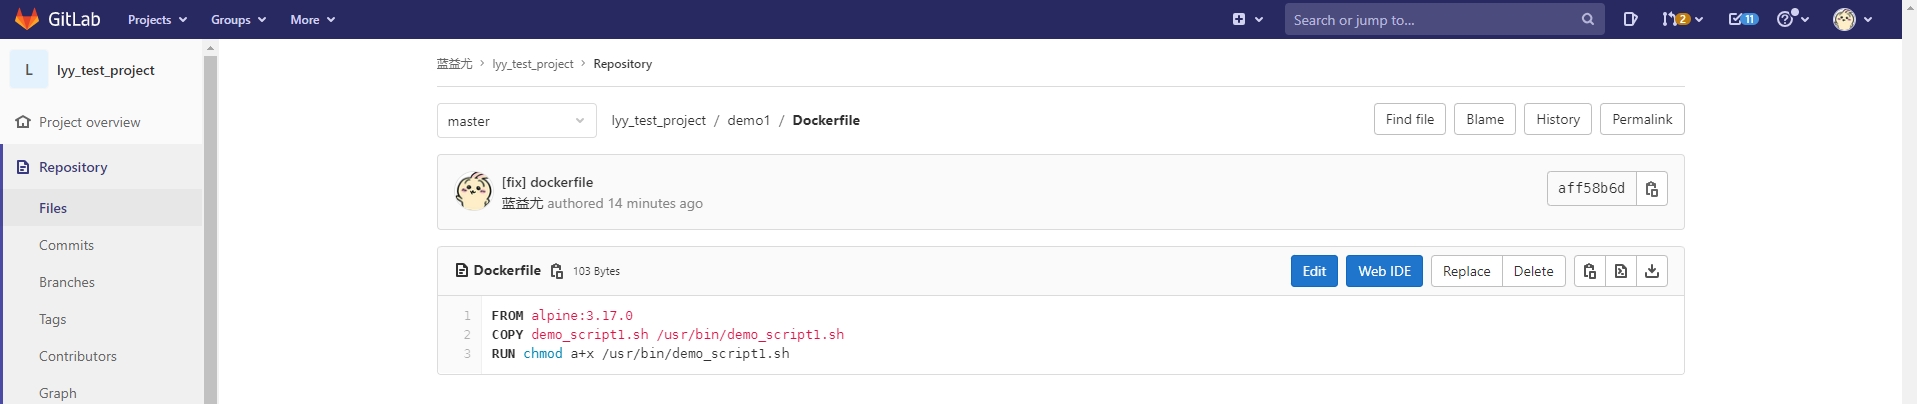 GitLab Projects Groups More Search or jump to... 2 11
L lyy_test_project
蓝益尤 › lyy_test_project › Repository
Project overview
master lyy_test_project / demo1 / Dockerfile Find file Blame History Permalink
Repository
[fix] dockerfile
aff58b6d
蓝益尤 authored 14 minutes ago
Files
Commits
Dockerfile 103 Bytes Edit Web IDE Replace Delete
Branches
1 FROM alpine:3.17.0
2 COPY demo_script1.sh /usr/bin/demo_script1.sh
3 RUN chmod a+x /usr/bin/demo_script1.sh
Tags
Contributors
Graph